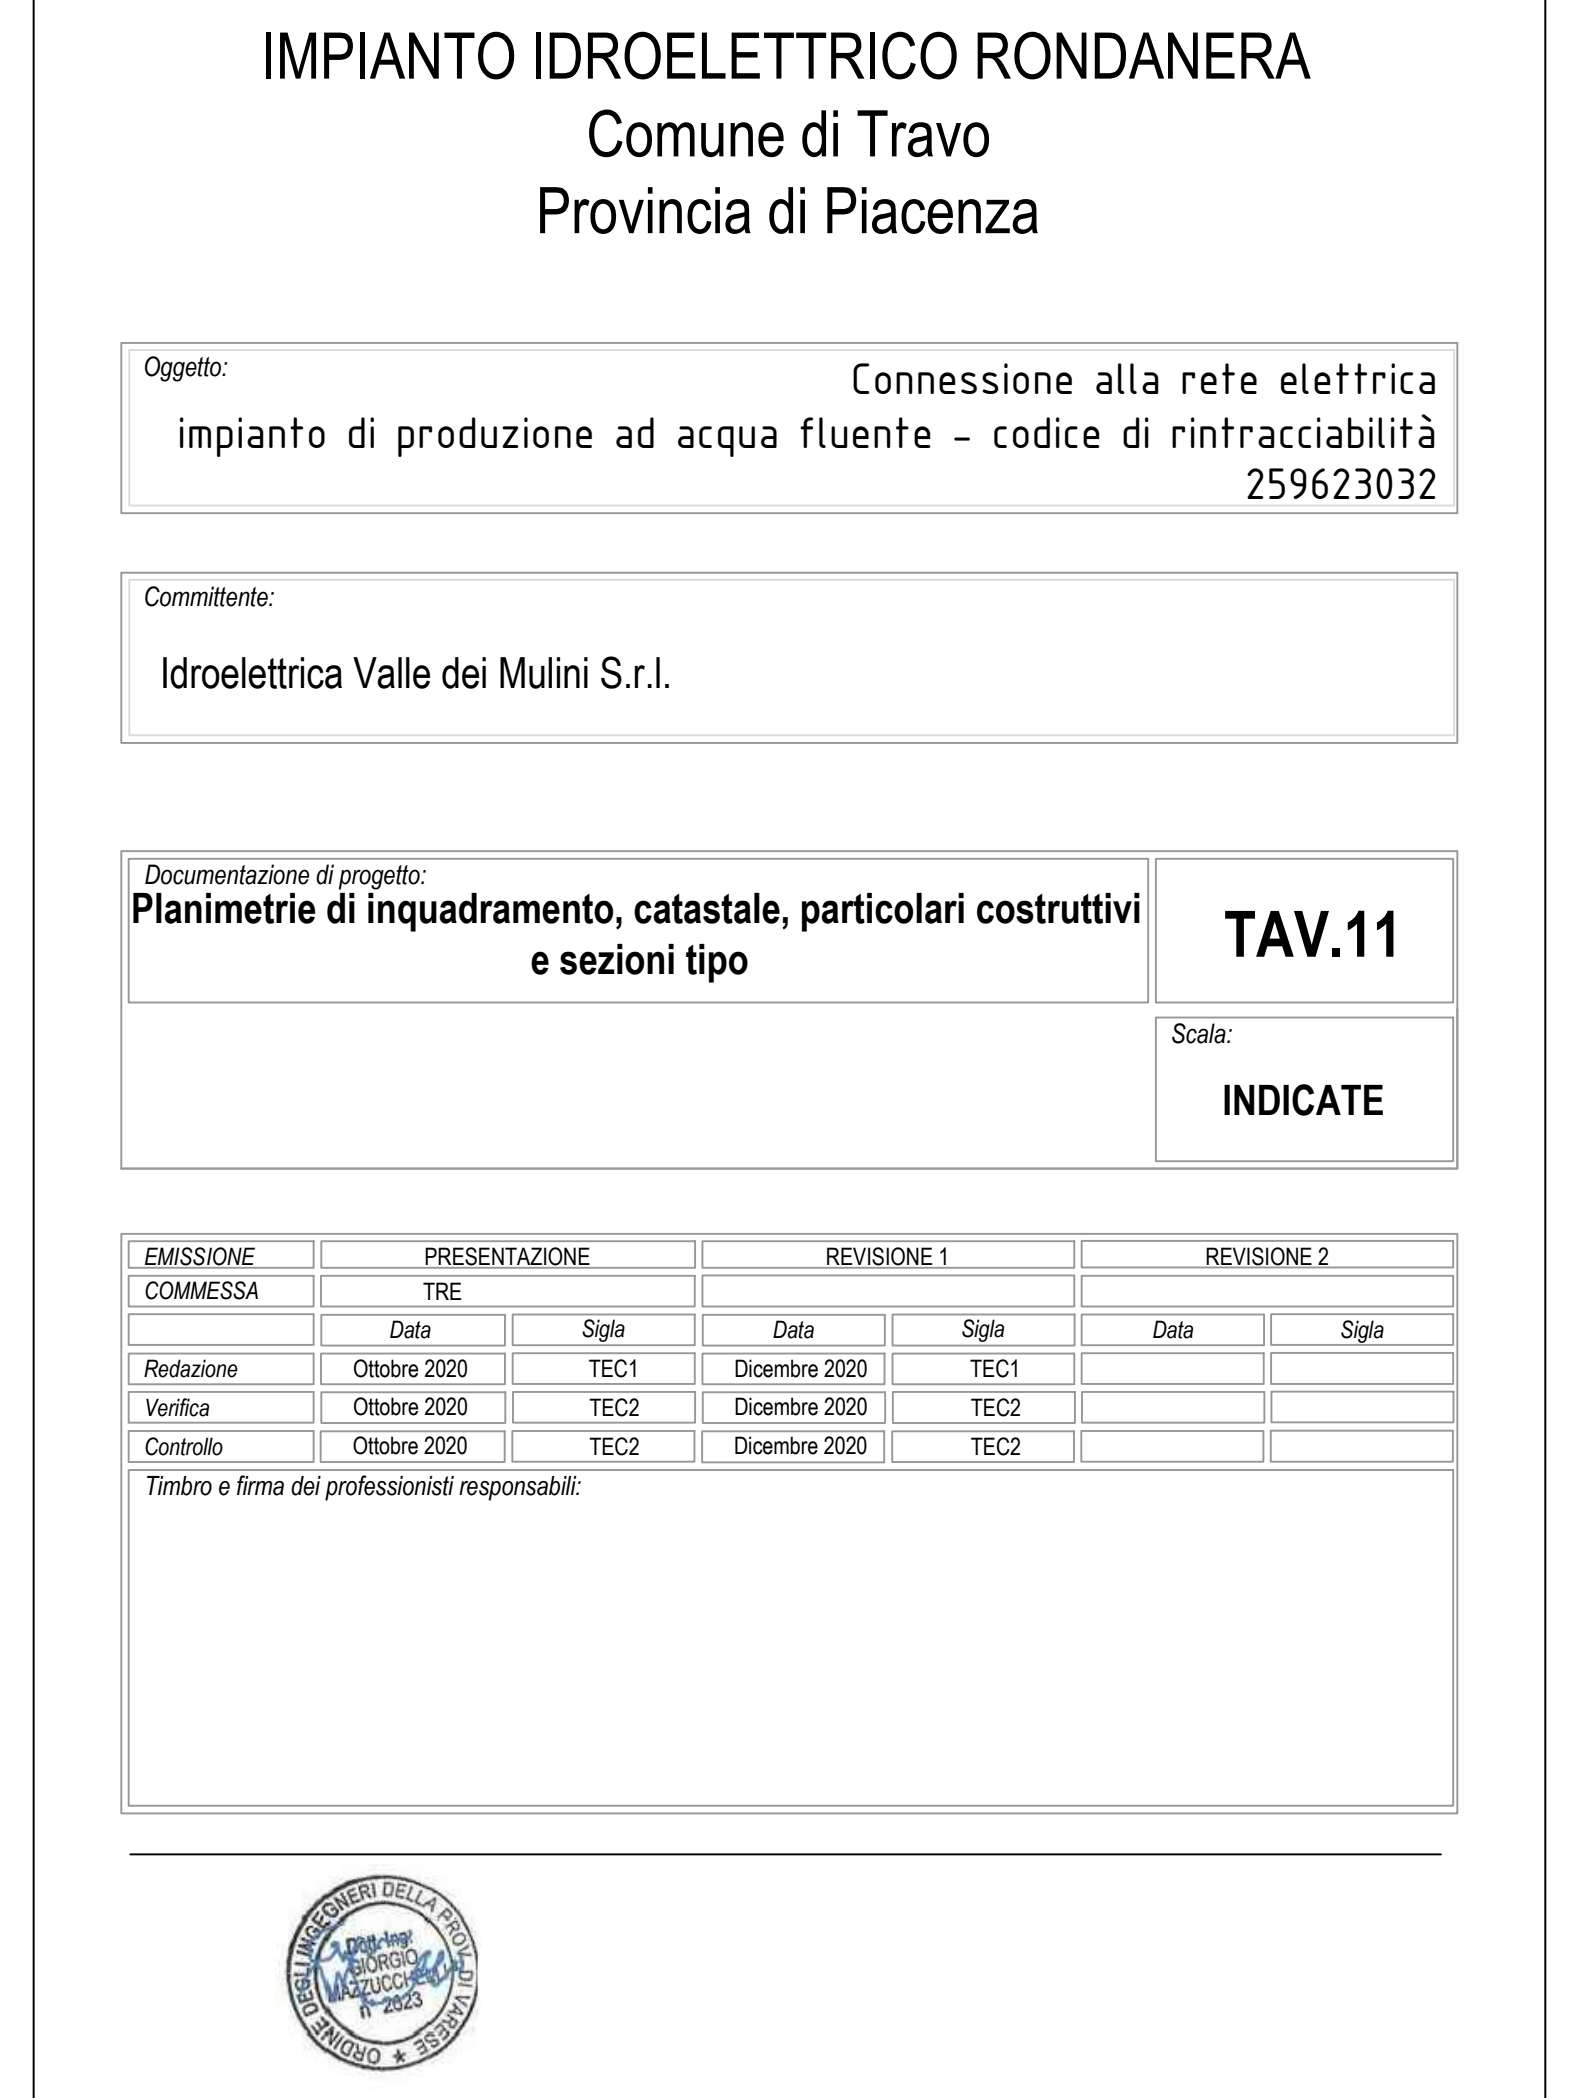 IMPIANTO IDROELETTRICO RONDANERA
Comune di Travo
Provincia di Piacenza
Oggetto:
Connessione alla rete elettrica
impianto di produzione ad acqua fluente - codice di rintracciabilità
259623032
Committente:
Idroelettrica Valle dei Mulini S.r.l.
Documentazione di progetto:
Planimetrie di inquadramento, catastale, particolari costruttivi
e sezioni tipo
TAV.11
Scala:
INDICATE
EMISSIONE PRESENTAZIONE REVISIONE 1 REVISIONE 2
COMMESSA TRE
Data Sigla Data Sigla Data Sigla
Redazione Ottobre 2020 TEC1 Dicembre 2020 TEC1
Verifica Ottobre 2020 TEC2 Dicembre 2020 TEC2
Controllo Ottobre 2020 TEC2 Dicembre 2020 TEC2
Timbro e firma dei professionisti responsabili:
ORDINE DEGLI INGEGNERI DELLA PROV. DI VARESE
Dott. Ing.
GIORGIO
n° 2623